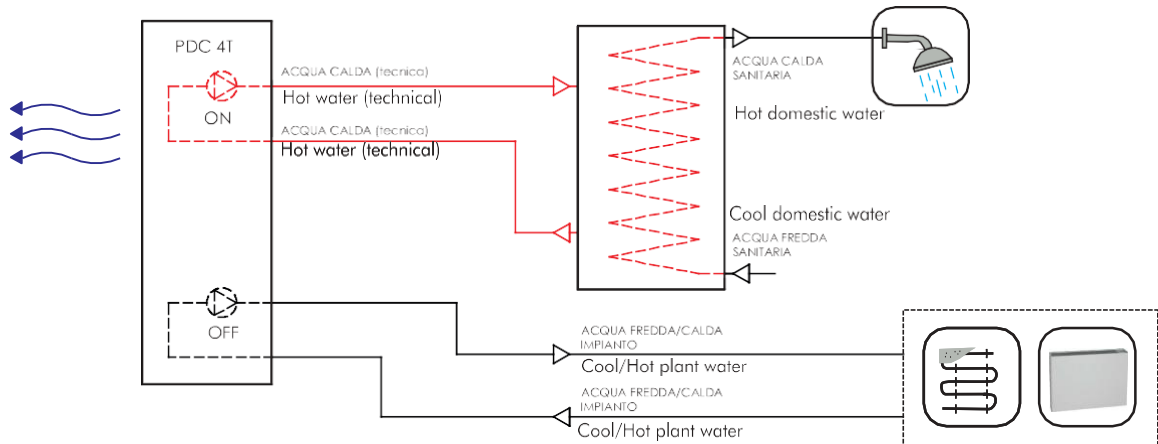 PDC 4T
ACQUA CALDA (tecnica)
Hot water (technical)
ON
ACQUA CALDA (tecnica)
Hot water (technical)
ACQUA CALDA
SANITARIA
Hot domestic water
Cool domestic water
ACQUA FREDDA
SANITARIA
OFF
ACQUA FREDDA/CALDA
IMPIANTO
Cool/Hot plant water
ACQUA FREDDA/CALDA
IMPIANTO
Cool/Hot plant water